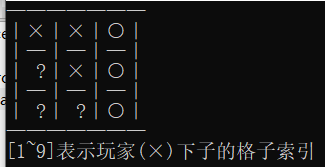 ——————————————
| × | × | ○ |
| — | — | — |
| ? | × | ○ |
| — | — | — |
| ? | ? | ○ |
——————————————
[1~9]表示玩家(×)下子的格子索引